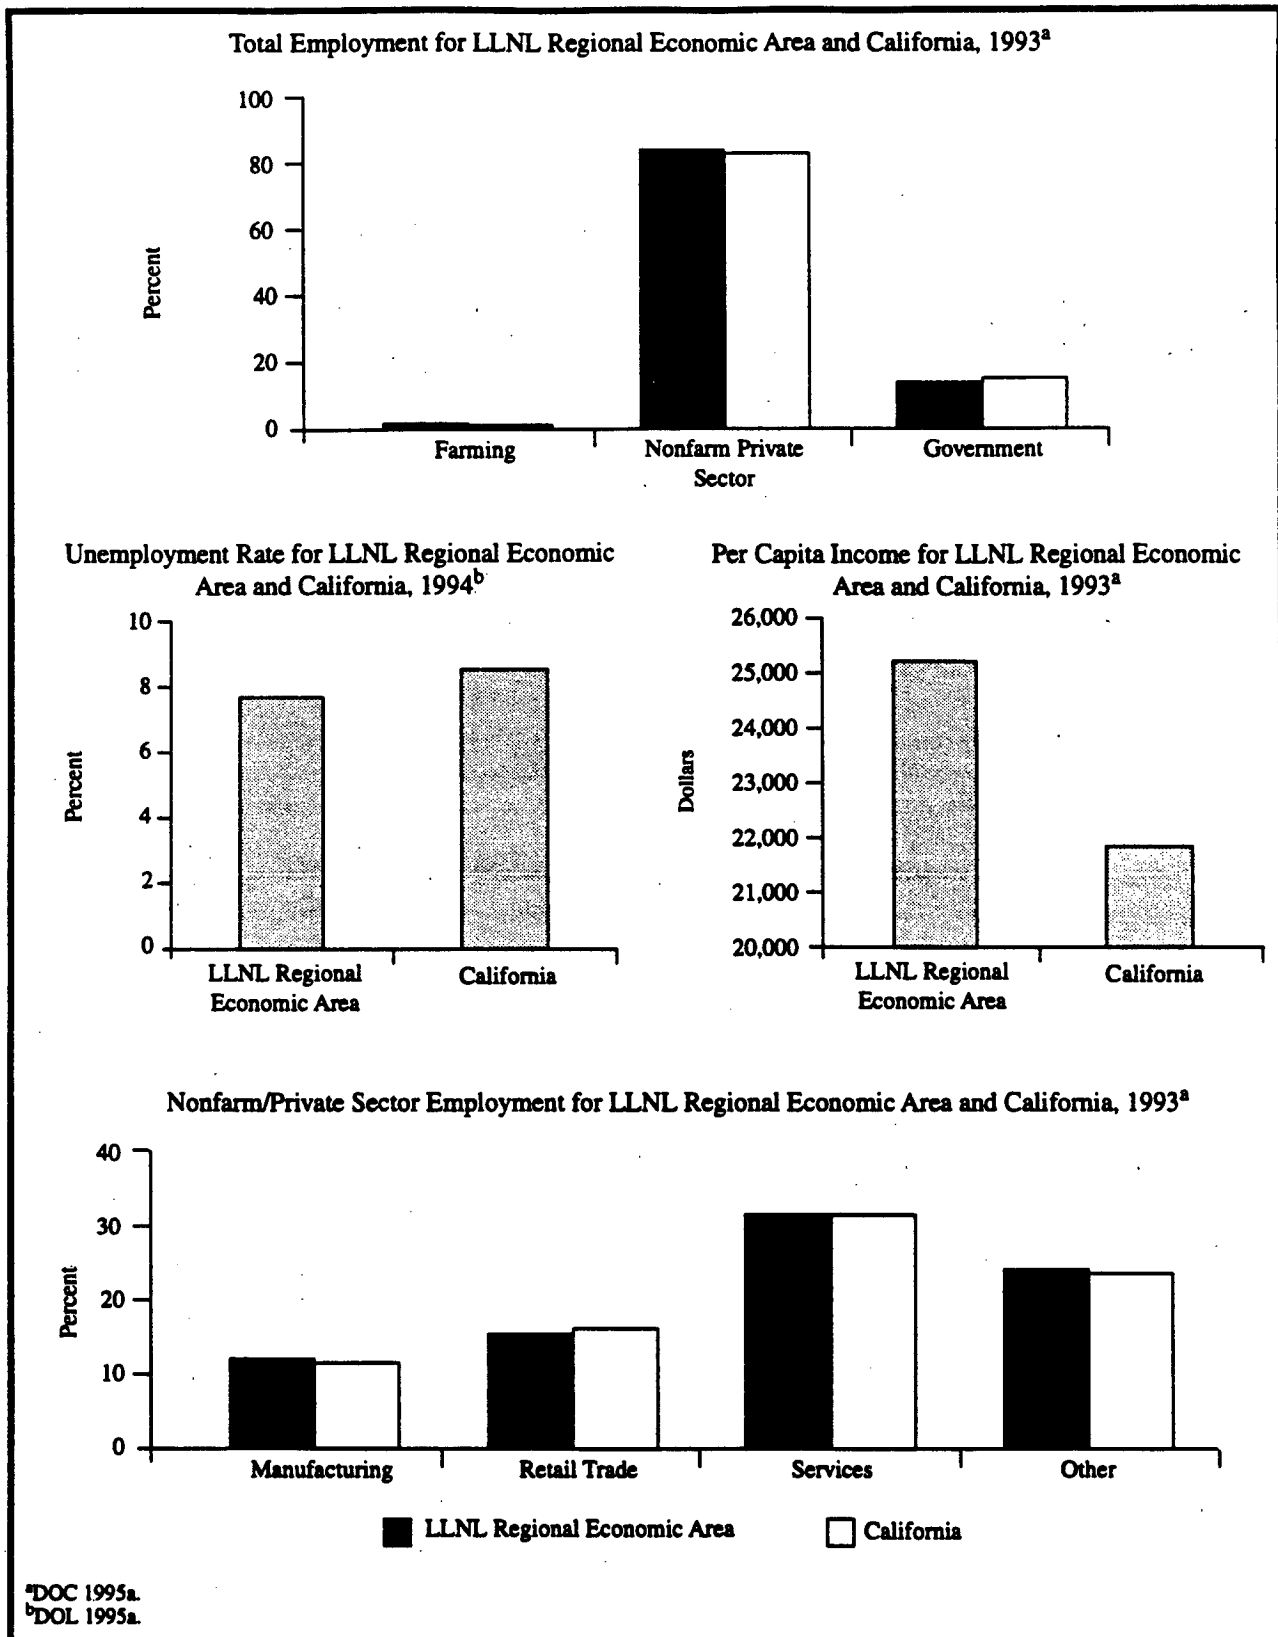 Total Employment for LLNL Regional Economic Area and California, 1993a
100
80
60
40
20
0
Percent
Farming
Nonfarm Private
Sector
Government
Unemployment Rate for LLNL Regional Economic
Area and California, 1994b
10
8
6
4
2
0
Percent
LLNL Regional
Economic Area
California
Per Capita Income for LLNL Regional Economic
Area and California, 1993a
26,000
25,000
24,000
23,000
22,000
21,000
20,000
Dollars
LLNL Regional
Economic Area
California
Nonfarm/Private Sector Employment for LLNL Regional Economic Area and California, 1993a
40
30
20
10
0
Percent
Manufacturing
Retail Trade
Services
Other
LLNL Regional Economic Area
California
aDOC 1995a.
bDOL 1995a.